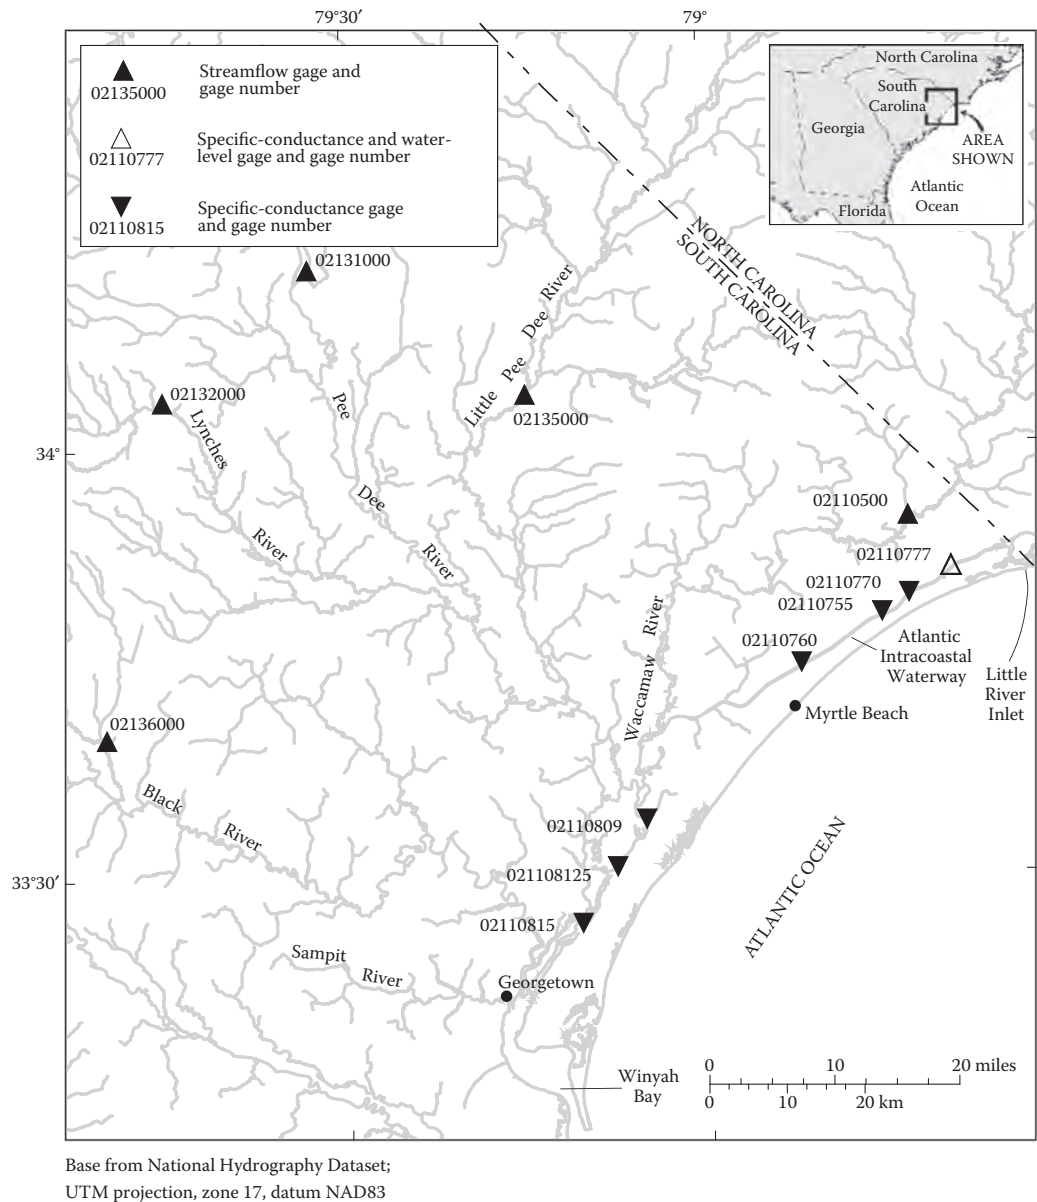 79°30′
79°
02135000
Streamflow gage and
gage number
02110777
Specific-conductance and water-
level gage and gage number
02110815
Specific-conductance gage
and gage number
North Carolina
South
Carolina
Georgia
AREA
SHOWN
Atlantic
Ocean
Florida
NORTH CAROLINA
SOUTH CAROLINA
02131000
Little Pee Dee River
02132000
02135000
Lynches
River
Pee
Dee
River
34°
02110500
02110777
02110770
02110755
02110760
Waccamaw River
Atlantic
Intracoastal
Waterway
Little
River
Inlet
Myrtle Beach
02136000
Black
River
02110809
021108125
02110815
33°30′
ATLANTIC OCEAN
Sampit
River
Georgetown
Winyah
Bay
0 10 20 miles
0 10 20 km
Base from National Hydrography Dataset;
UTM projection, zone 17, datum NAD83